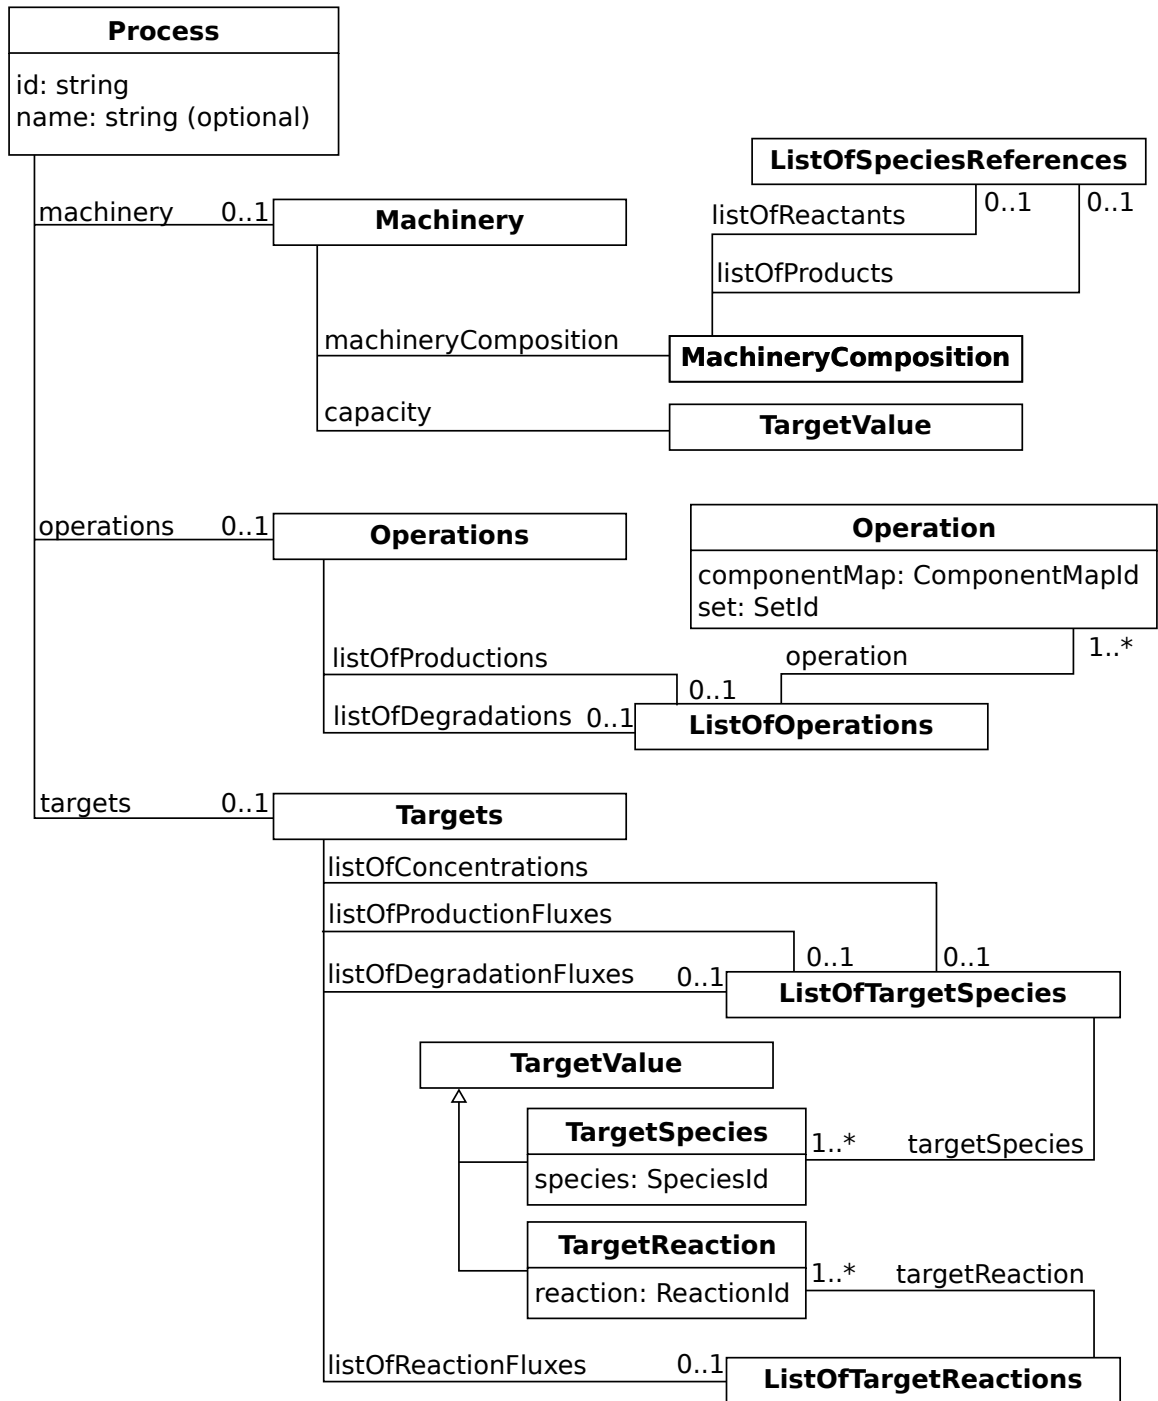 Process
id: string
name: string (optional)
ListOfSpeciesReferences
machinery 0..1
Machinery
listOfReactants
0..1
0..1
listOfProducts
machineryComposition
MachineryComposition
capacity
TargetValue
operations 0..1
Operations
Operation
componentMap: ComponentMapId
set: SetId
1..*
operation
listOfProductions
0..1
listOfDegradations 0..1
ListOfOperations
targets 0..1
Targets
listOfConcentrations
listOfProductionFluxes
0..1
0..1
listOfDegradationFluxes 0..1
ListOfTargetSpecies
TargetValue
TargetSpecies
species: SpeciesId
1..* targetSpecies
TargetReaction
reaction: ReactionId
1..* targetReaction
listOfReactionFluxes 0..1
ListOfTargetReactions